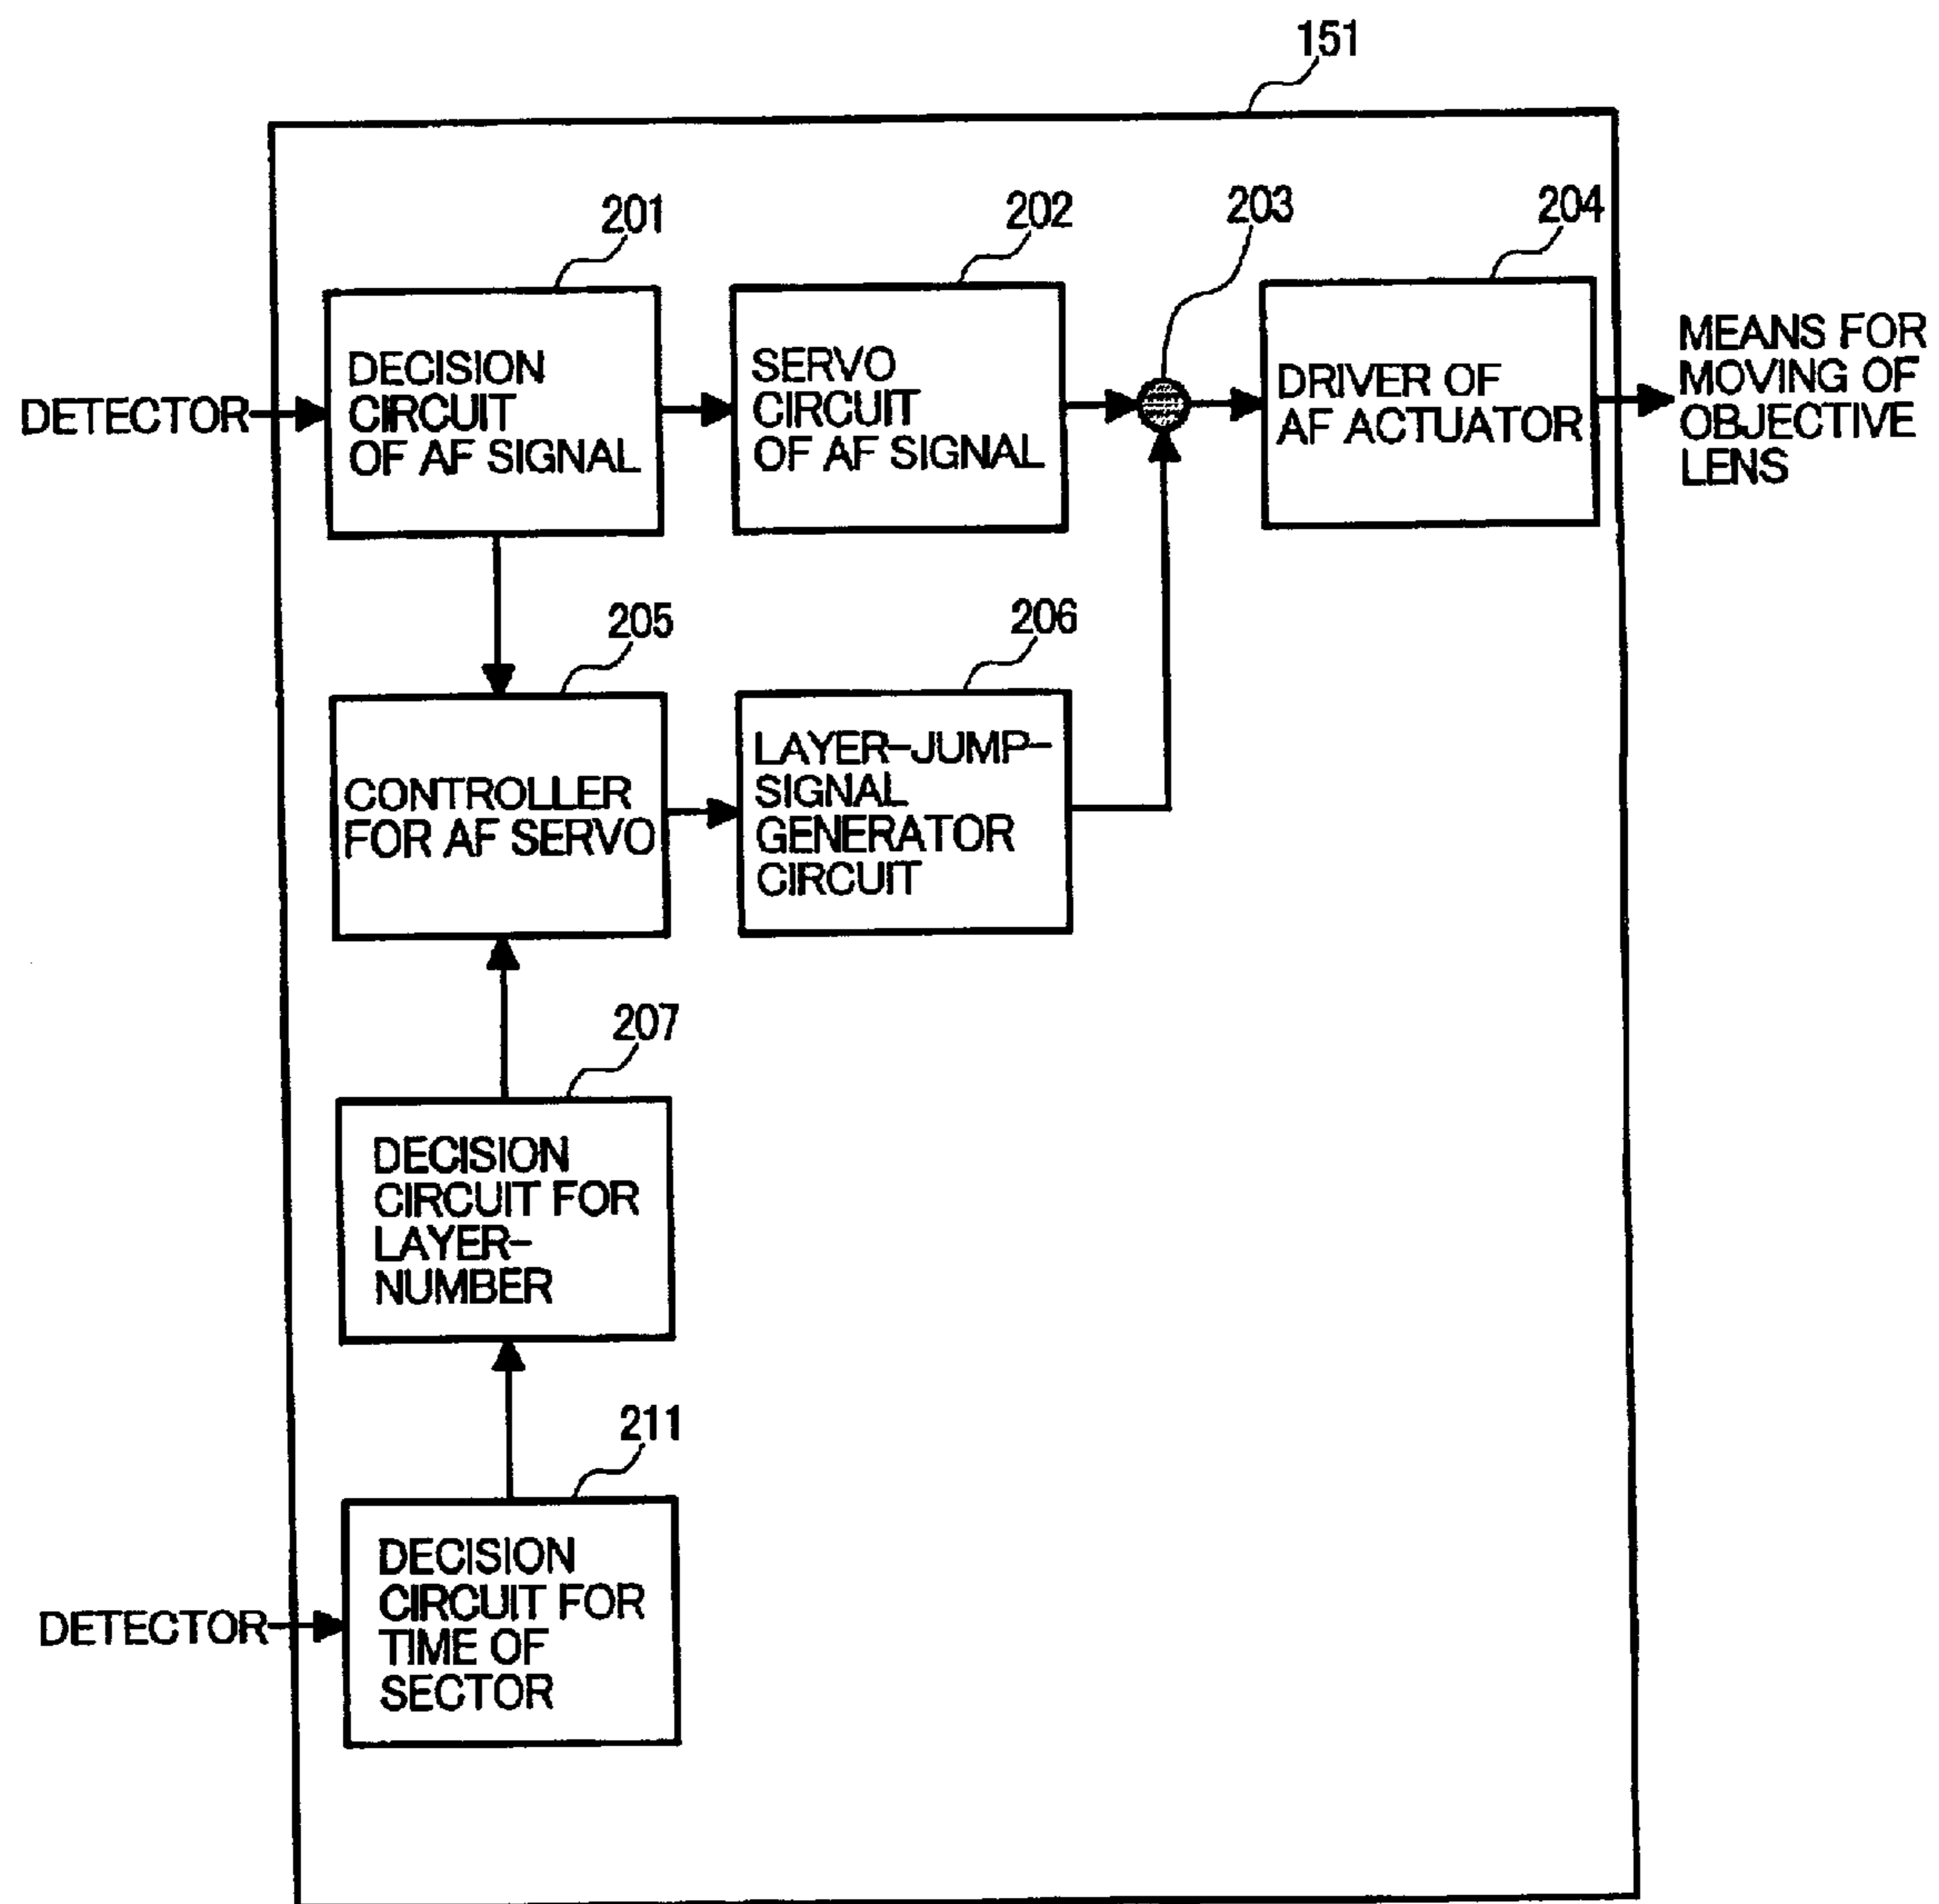 151
201
202
203
204
DETECTOR
DECISION
CIRCUIT
OF AF SIGNAL
SERVO
CIRCUIT
OF AF SIGNAL
DRIVER OF
AF ACTUATOR
MEANS FOR
MOVING OF
OBJECTIVE
LENS
205
206
CONTROLLER
FOR AF SERVO
LAYER-JUMP-
SIGNAL
GENERATOR
CIRCUIT
207
DECISION
CIRCUIT FOR
LAYER-
NUMBER
211
DETECTOR
DECISION
CIRCUIT FOR
TIME OF
SECTOR